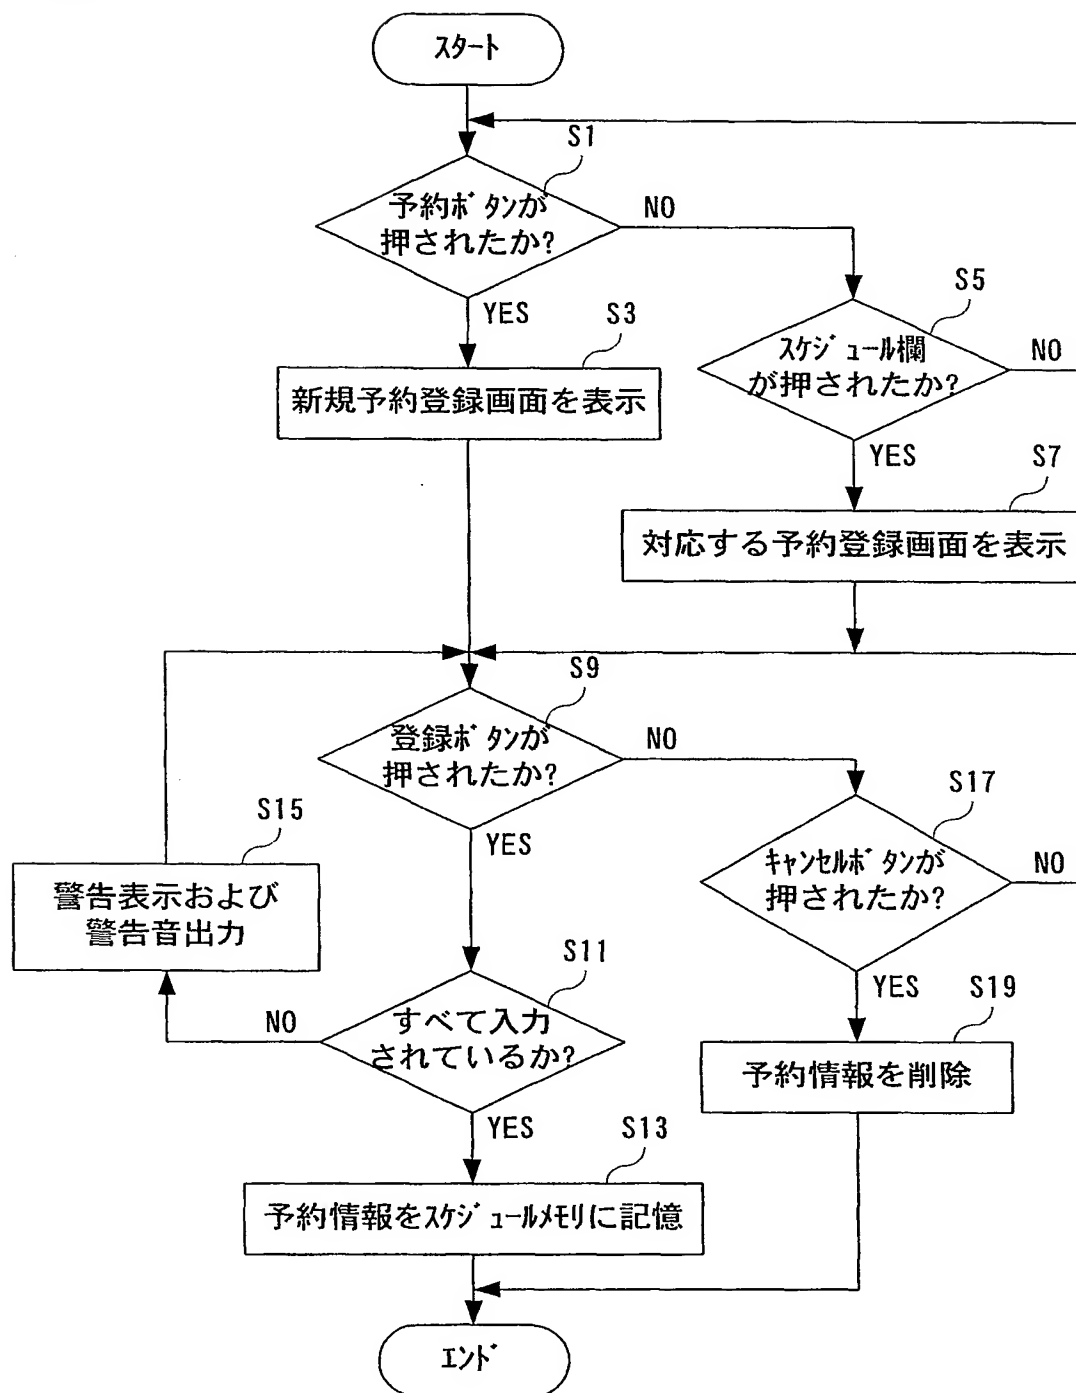 スタート
S1
予約ボタンが
押されたか?
NO
YES
S3
新規予約登録画面を表示
S5
スケジュール欄
が押されたか?
NO
YES
S7
対応する予約登録画面を表示
S9
登録ボタンが
押されたか?
NO
YES
S15
警告表示および
警告音出力
S17
キャンセルボタンが
押されたか?
NO
YES
S11
すべて入力
されているか?
NO
YES
S19
予約情報を削除
S13
予約情報をスケジュールメモリに記憶
エンド